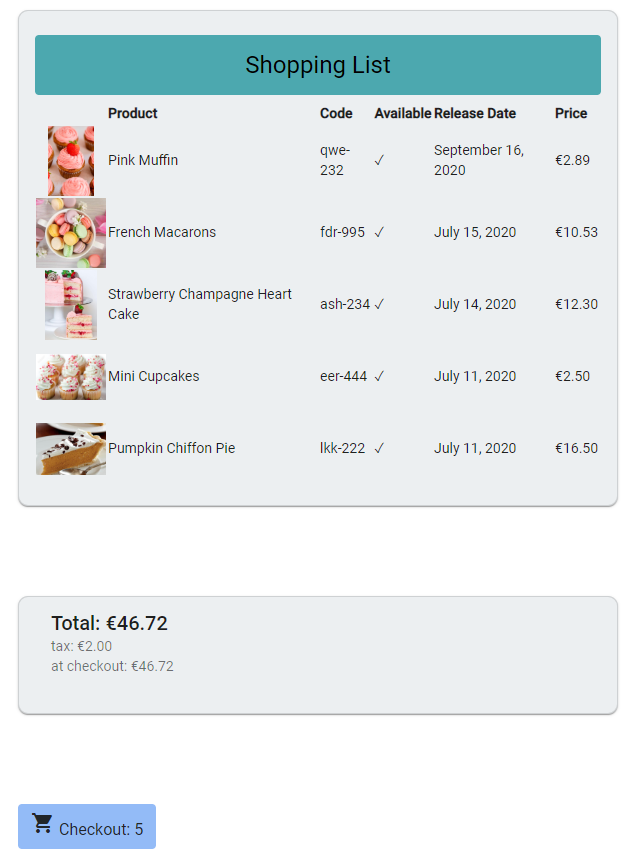 Shopping List
Product Code Available Release Date Price
Pink Muffin qwe-232 ✓ September 16, 2020 €2.89
French Macarons fdr-995 ✓ July 15, 2020 €10.53
Strawberry Champagne Heart Cake ash-234 ✓ July 14, 2020 €12.30
Mini Cupcakes eer-444 ✓ July 11, 2020 €2.50
Pumpkin Chiffon Pie lkk-222 ✓ July 11, 2020 €16.50
Total: €46.72
tax: €2.00
at checkout: €46.72
Checkout: 5